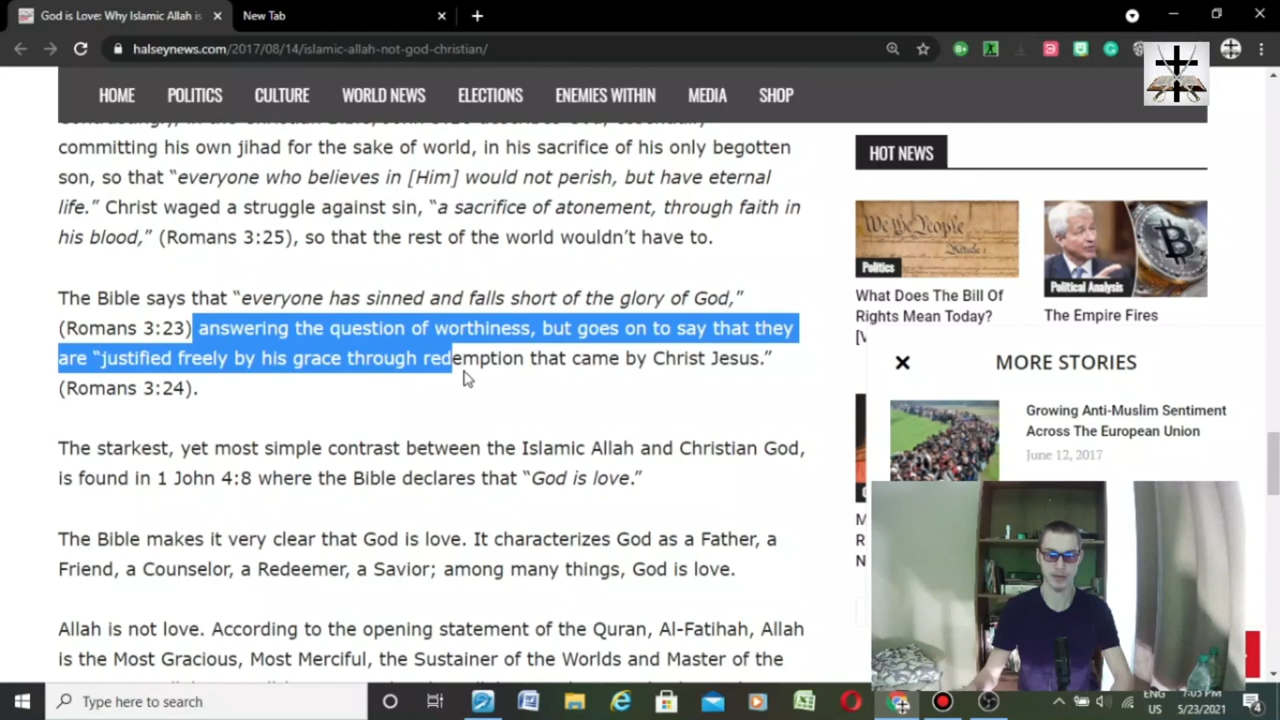 God is Love: Why Islamic Allah is
New Tab
halseynews.com/2017/08/14/islamic-allah-not-god-christian/
HOME POLITICS CULTURE WORLD NEWS ELECTIONS ENEMIES WITHIN MEDIA SHOP
committing his own jihad for the sake of world, in his sacrifice of his only begotten
son, so that “everyone who believes in [Him] would not perish, but have eternal
life.” Christ waged a struggle against sin, “a sacrifice of atonement, through faith in
his blood,” (Romans 3:25), so that the rest of the world wouldn’t have to.
The Bible says that “everyone has sinned and falls short of the glory of God,”
(Romans 3:23) answering the question of worthiness, but goes on to say that they
are “justified freely by his grace through redemption that came by Christ Jesus.”
(Romans 3:24).
The starkest, yet most simple contrast between the Islamic Allah and Christian God,
is found in 1 John 4:8 where the Bible declares that “God is love.”
The Bible makes it very clear that God is love. It characterizes God as a Father, a
Friend, a Counselor, a Redeemer, a Savior; among many things, God is love.
Allah is not love. According to the opening statement of the Quran, Al-Fatihah, Allah
is the Most Gracious, Most Merciful, the Sustainer of the Worlds and Master of the
HOT NEWS
We the People
Article
Politics
What Does The Bill Of
Rights Mean Today?
Political Analysis
The Empire Fires
MORE STORIES
Growing Anti-Muslim Sentiment
Across The European Union
June 12, 2017
Type here to search
ENG
US
7:05 PM
5/23/2021
4